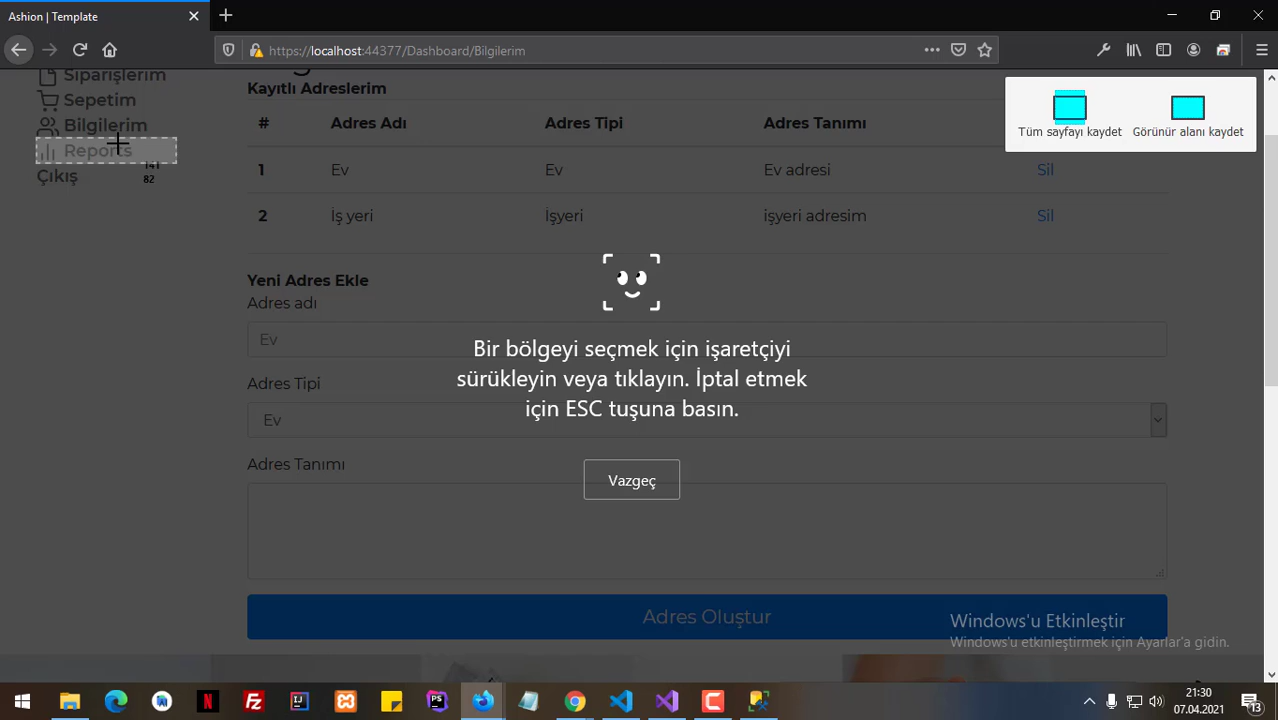 Ashion | Template
https://localhost:44377/Dashboard/Bilgilerim
Siparişlerim
Sepetim
Bilgilerim
Reports
Çıkış
141
82
Kayıtlı Adreslerim
# Adres Adı Adres Tipi Adres Tanımı
1 Ev Ev Ev adresi Sil
2 İş yeri İşyeri işyeri adresim Sil
Tüm sayfayı kaydet
Görünür alanı kaydet
Yeni Adres Ekle
Adres adı
Ev
Bir bölgeyi seçmek için işaretçiyi
sürükleyin veya tıklayın. İptal etmek
için ESC tuşuna basın.
Vazgeç
Adres Tipi
Ev
Adres Tanımı
Adres Oluştur
Windows'u Etkinleştir
Windows'u etkinleştirmek için Ayarlar'a gidin.
21:30
07.04.2021
13